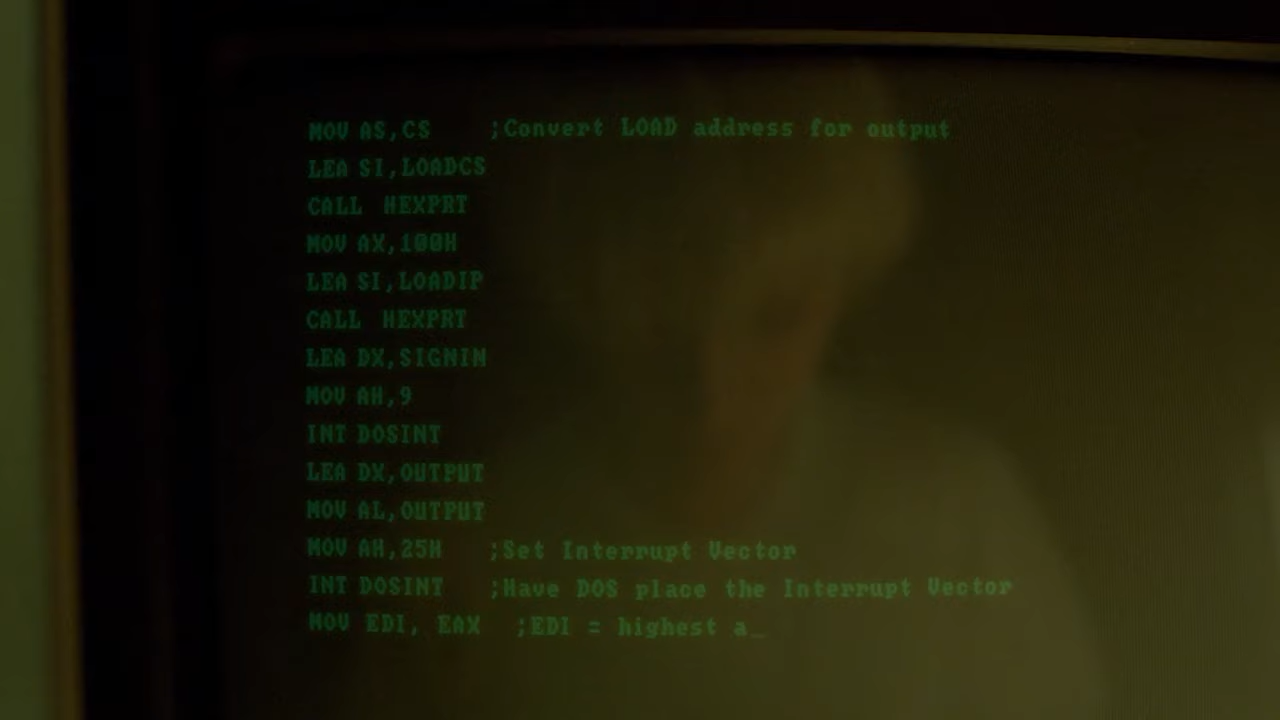 MOV AS,CS ;Convert LOAD address for output
LEA SI,LOADCS
CALL HEXPRT
MOV AX,100H
LEA SI,LOADIP
CALL HEXPRT
LEA DX,SIGNIN
MOV AH,9
INT DOSINT
LEA DX,OUTPUT
MOV AL,OUTPUT
MOV AH,25H ;Set Interrupt Vector
INT DOSINT ;Have DOS place the Interrupt Vector
MOV EDI, EAX ;EDI = highest a_